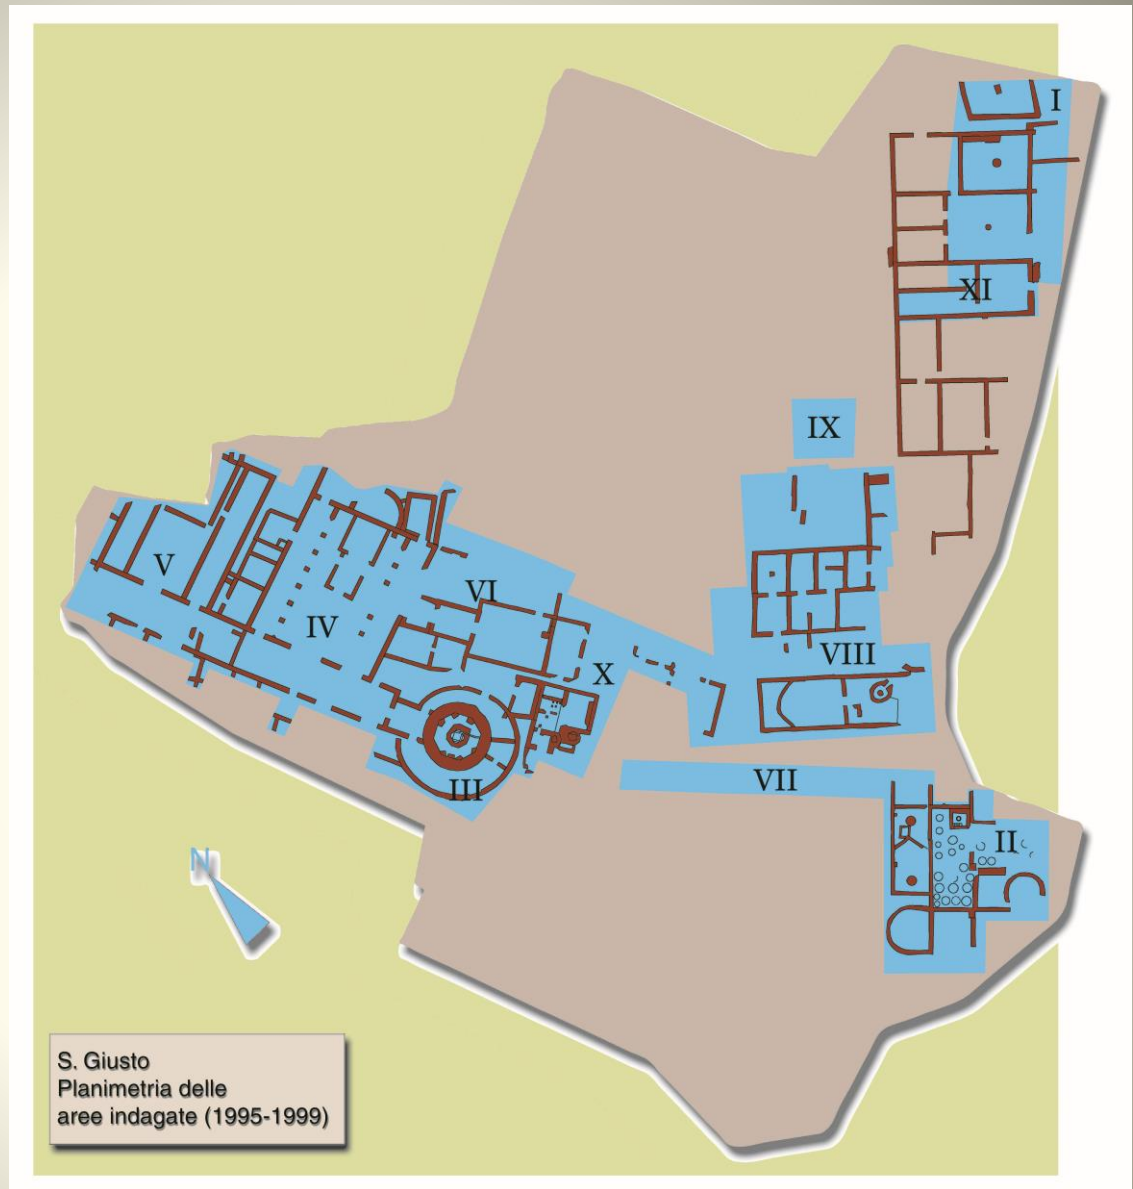 I
XI
IX
V
VI
IV
VIII
X
VII
III
II
N
S. Giusto
Planimetria delle
aree indagate (1995-1999)